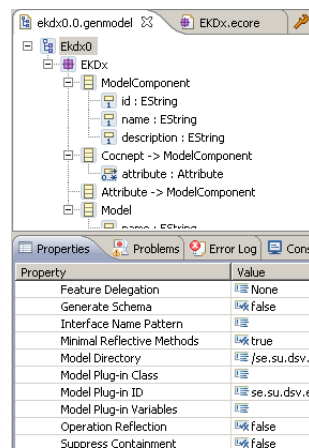 ekdx0.0.genmodel EKDx.ecore
Ekdx0
EKDx
ModelComponent
id : EString
name : EString
description : EString
Cocnept -> ModelComponent
attribute : Attribute
Attribute -> ModelComponent
Model
name : EString
Properties Problems Error Log Cons
Property Value
Feature Delegation None
Generate Schema false
Interface Name Pattern
Minimal Reflective Methods true
Model Directory /se.su.dsv.
Model Plug-in Class
Model Plug-in ID se.su.dsv.e
Model Plug-in Variables
Operation Reflection false
Suppress Containment false